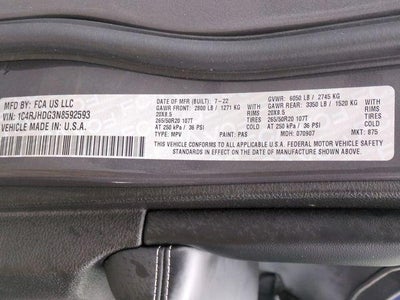 MFD BY: FCA US LLC
VIN: 1C4RJHDG3N8592593
VEHICLE MADE IN U.S.A.
DATE OF MFR (BUILT): 7-22 GVWR: 6050 LB / 2745 KG
GAWR FRONT: 2800 LB / 1271 KG WITH GAWR REAR: 3350 LB / 1520 KG WITH
20X8.5 RIMS 20X8.5 RIMS
265/50R20 107T TIRES 265/50R20 107T TIRES
AT 250 kPa / 36 PSI AT 250 kPa / 36 PSI
TYPE: MPV PAINT: PAS MDH: 070907 MKT: 875
THIS VEHICLE CONFORMS TO ALL APPLICABLE U.S.A. FEDERAL MOTOR VEHICLE SAFETY
STANDARDS IN EFFECT ON THE DATE OF MANUFACTURE SHOWN ABOVE.